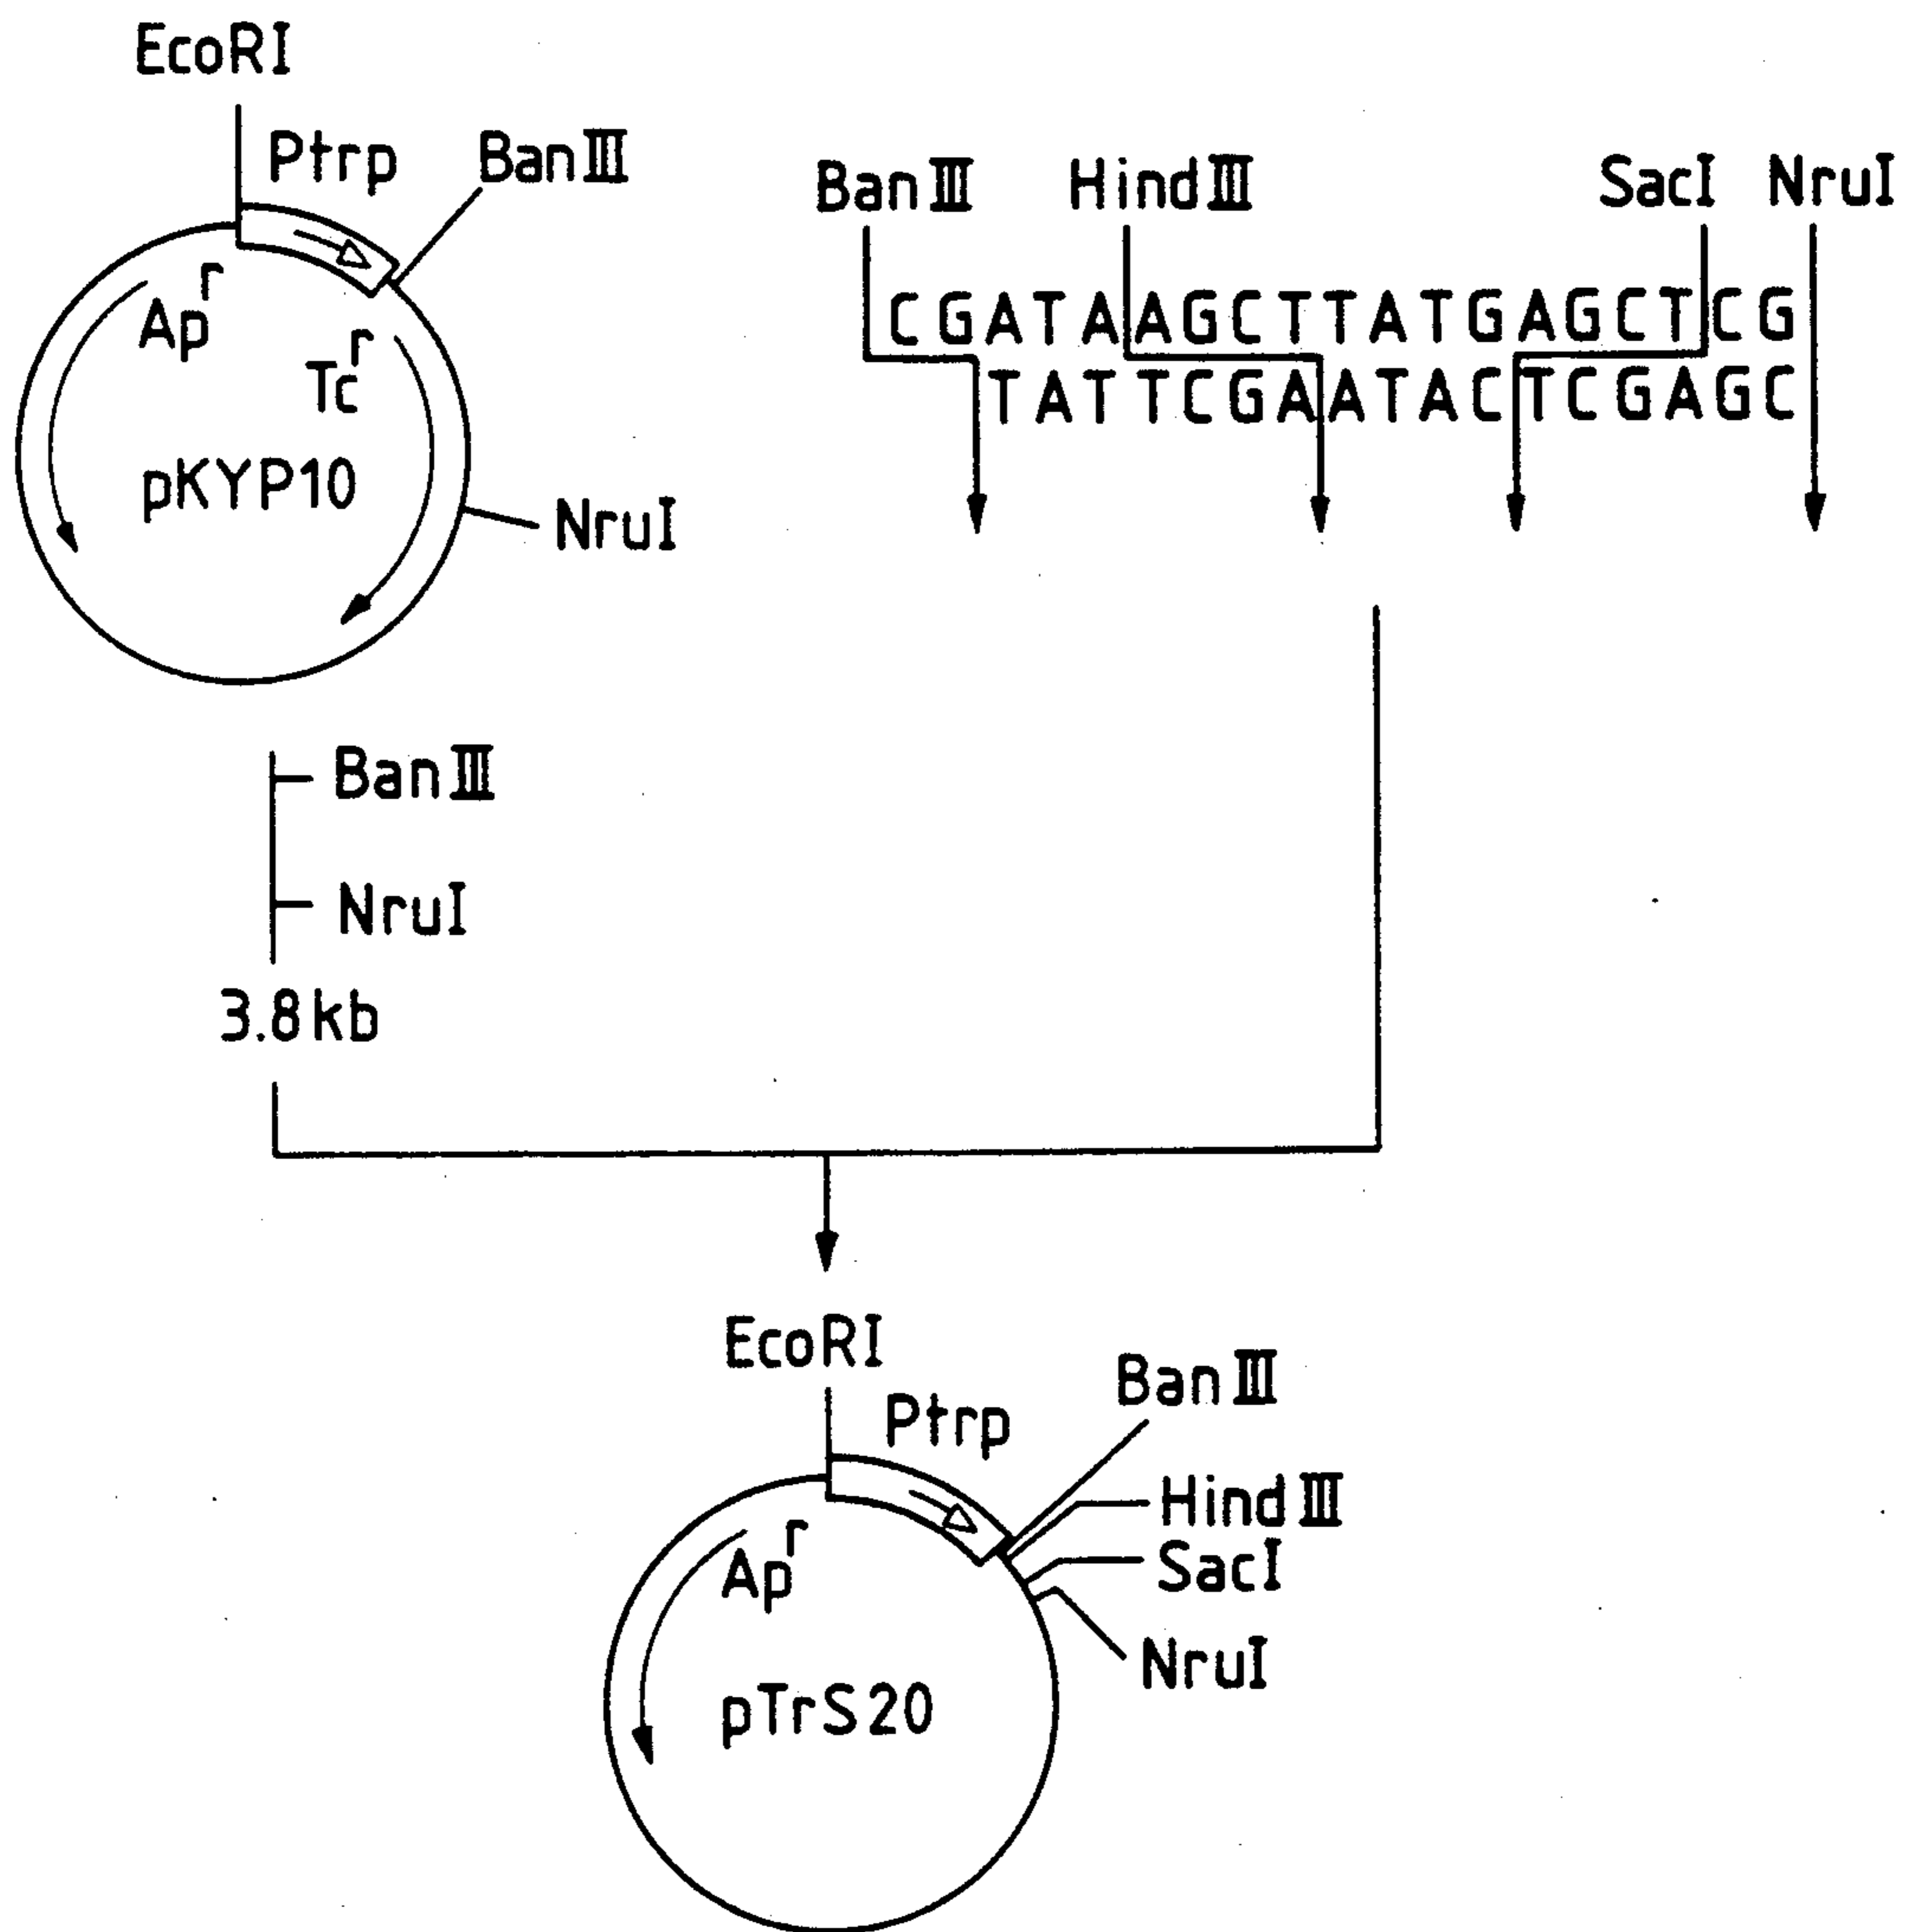 EcoRI
Ptrp
BanIII
Ap^r
Tc^r
pKYP10
NruI
BanIII
HindIII
SacI
NruI
CGATAAGCTTATGAGCTCG
TATTCGAATACTCGAGC
BanIII
NruI
3.8kb
EcoRI
Ptrp
BanIII
HindIII
SacI
NruI
Ap^r
pTrS20